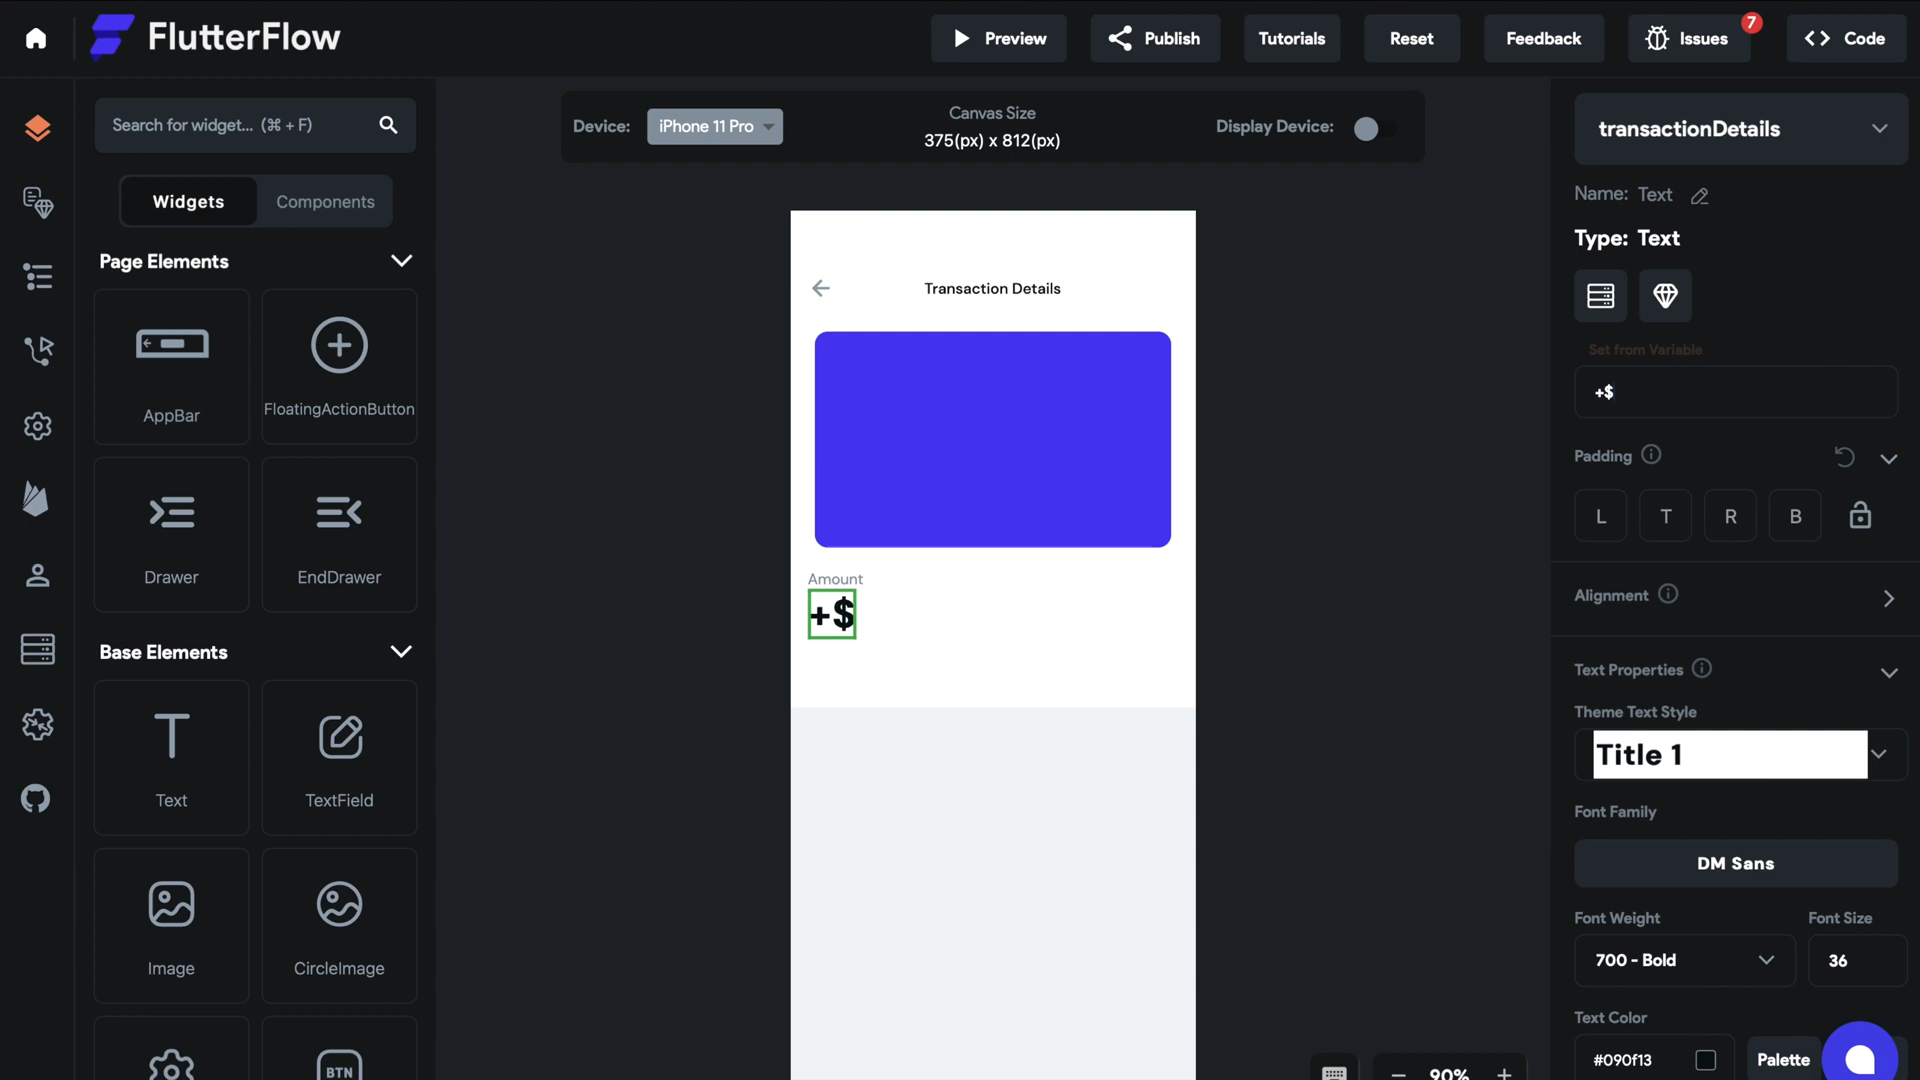 FlutterFlow
Preview
Publish
Tutorials
Reset
Feedback
Issues
7
Code
Search for widget... (⌘ + F)
Widgets
Components
Page Elements
AppBar
FloatingActionButton
Drawer
EndDrawer
Base Elements
Text
TextField
Image
CircleImage
BTN
Device:
iPhone 11 Pro
Canvas Size
375(px) x 812(px)
Display Device:
Transaction Details
Amount
+$
90%
transactionDetails
Name: Text
Type: Text
Set from Variable
+$
Padding
L
T
R
B
Alignment
Text Properties
Theme Text Style
Title 1
Font Family
DM Sans
Font Weight
Font Size
700 - Bold
36
Text Color
#090f13
Palette